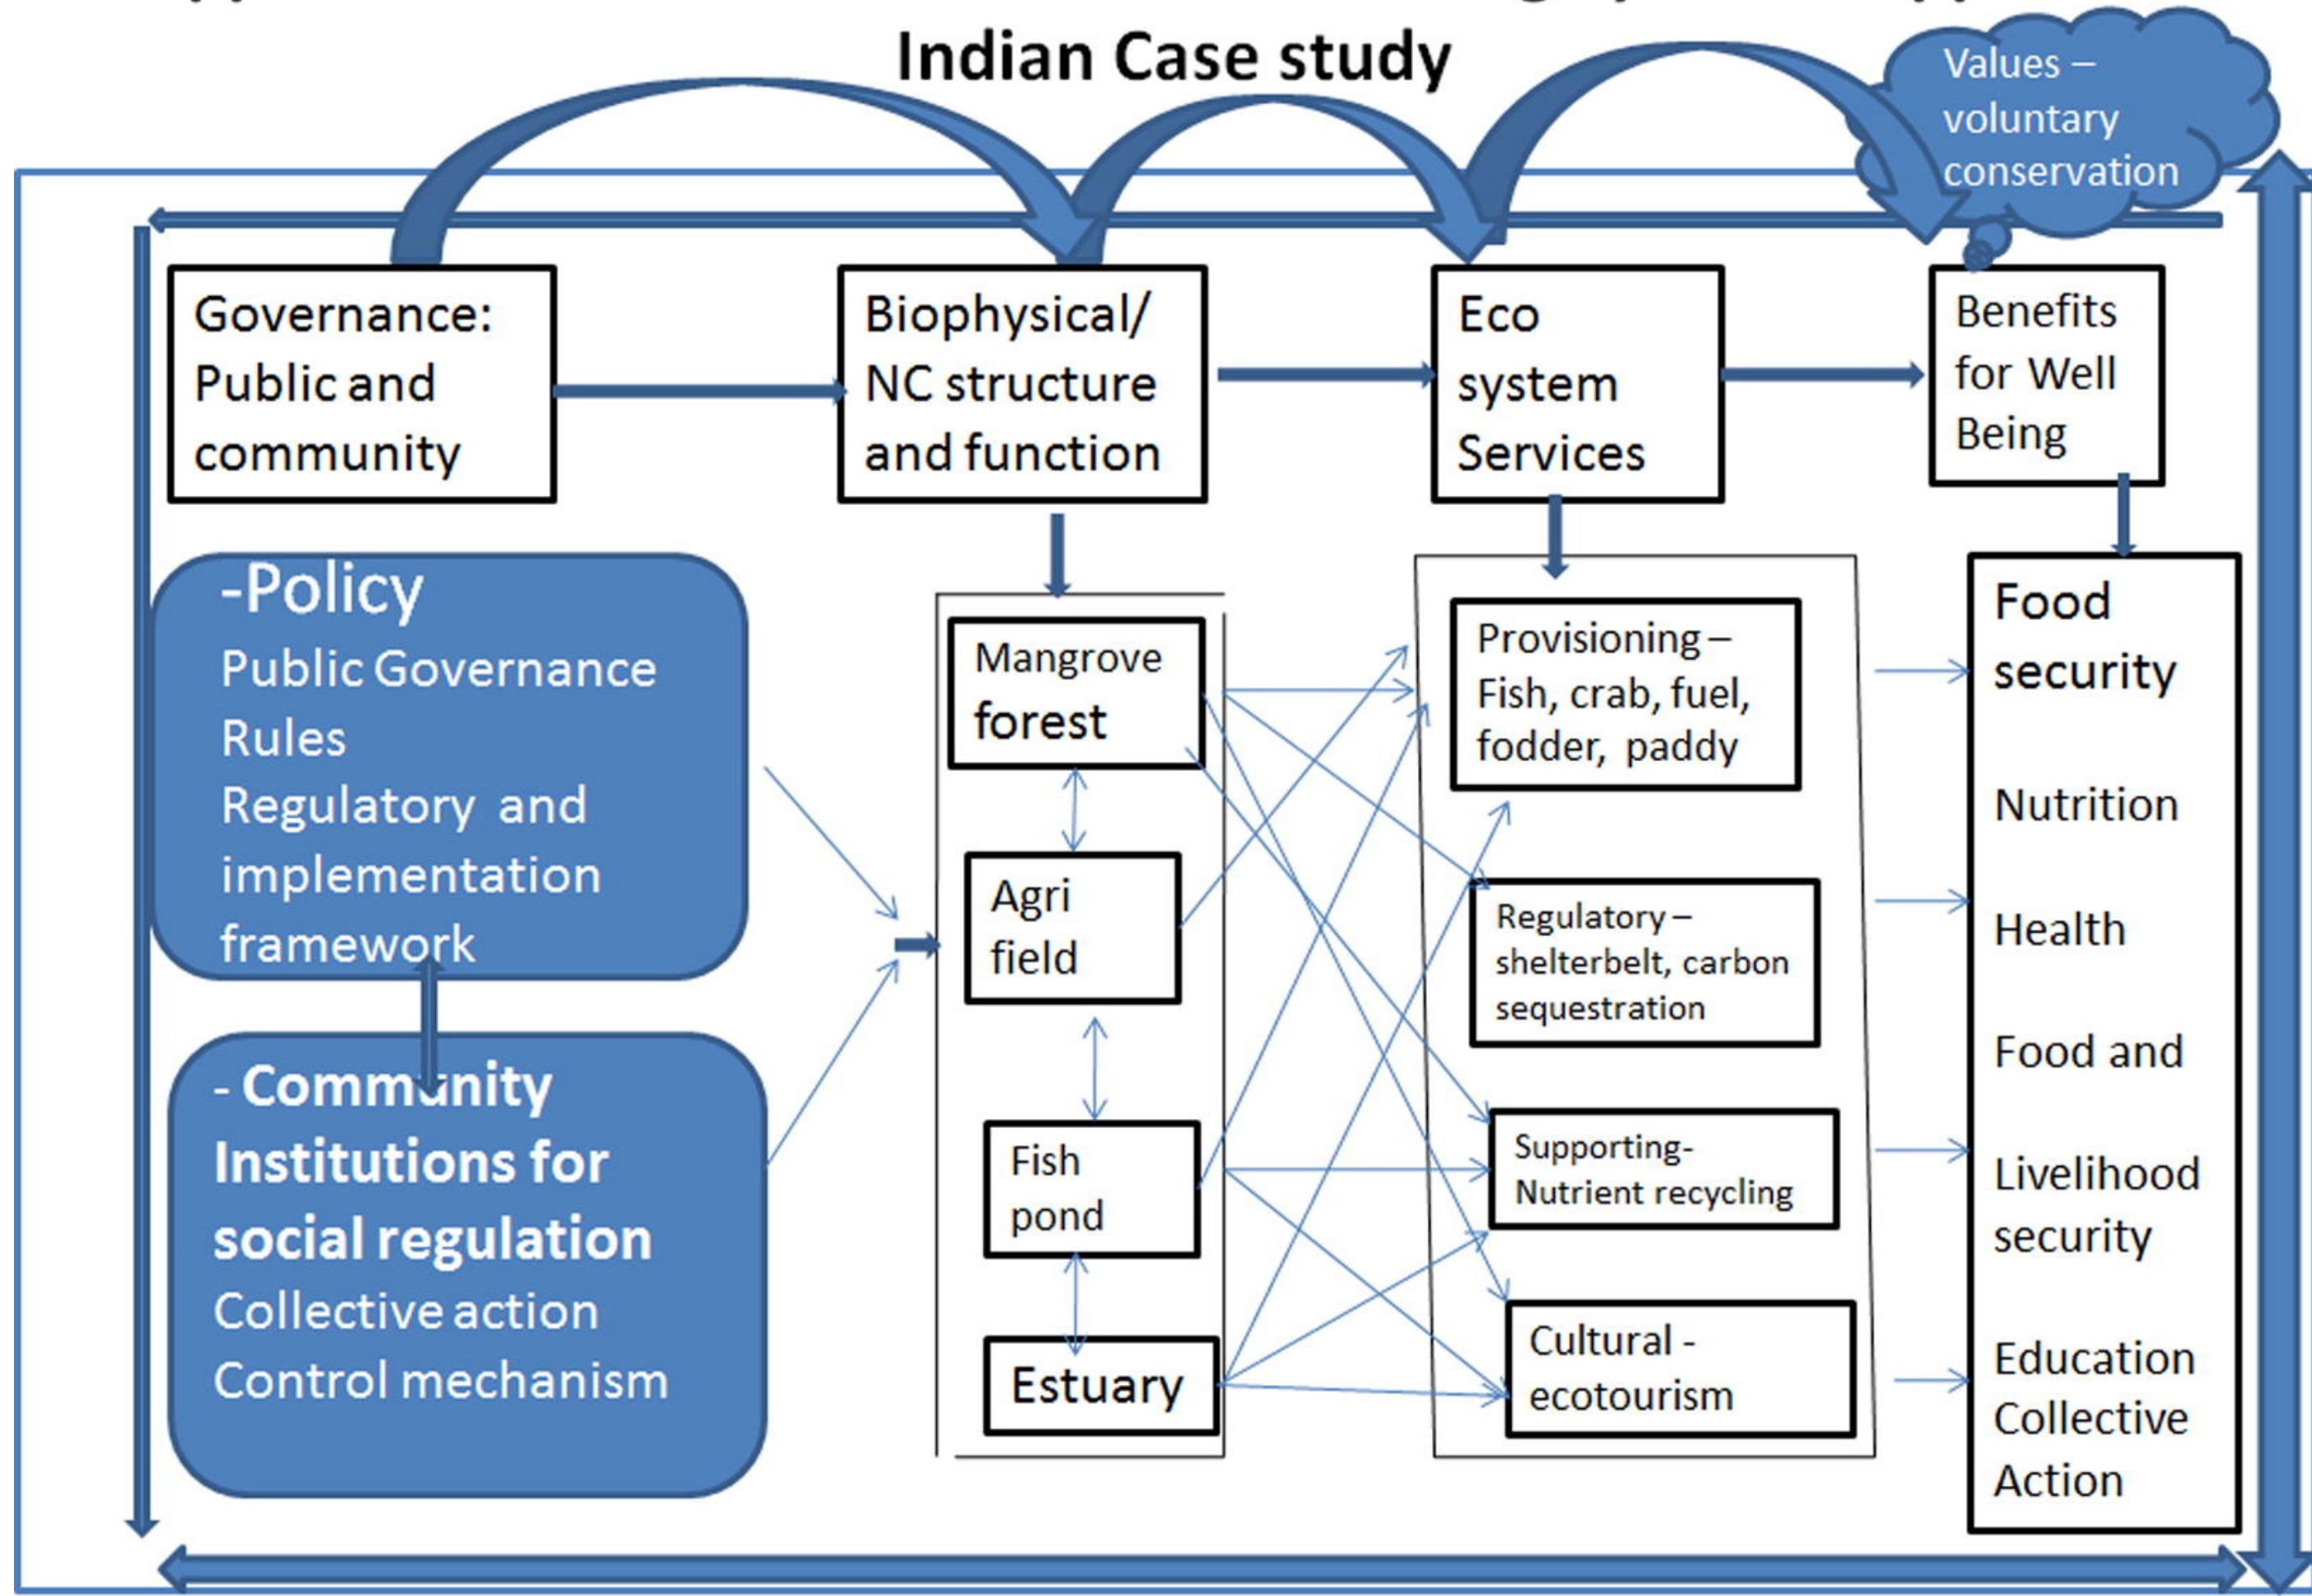 Indian Case study
Values –
voluntary
conservation
Governance:
Public and
community
Biophysical/
NC structure
and function
Eco
system
Services
Benefits
for Well
Being
-Policy
Public Governance
Rules
Regulatory and
implementation
framework
- Community
Institutions for
social regulation
Collective action
Control mechanism
Mangrove
forest
Agri
field
Fish
pond
Estuary
Provisioning –
Fish, crab, fuel,
fodder, paddy
Regulatory –
shelterbelt, carbon
sequestration
Supporting-
Nutrient recycling
Cultural -
ecotourism
Food
security
Nutrition
Health
Food and
Livelihood
security
Education
Collective
Action